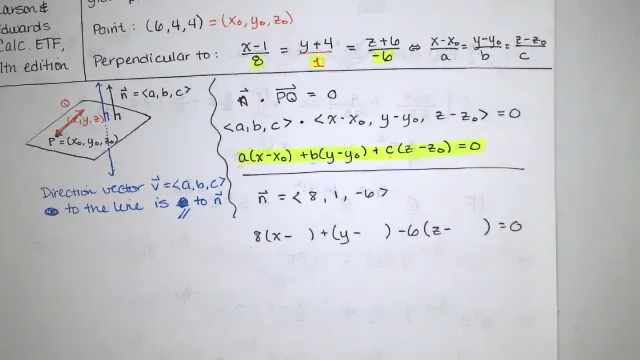 Larson &
Edwards
Calc. ETF,
7th edition
Point: (6,4,4) = (x₀, y₀, z₀)
Perpendicular to: (x-1)/8 = (y+4)/1 = (z+6)/-6 ⇔ (x-x₀)/a = (y-y₀)/b = (z-z₀)/c
n⃗ = <a,b,c>
Q
(x,y,z)
P = (x₀,y₀,z₀)
Direction vector v⃗ = <a,b,c>
to the line is
to n⃗
//
n⃗ · PQ⃗ = 0
<a,b,c> · <x-x₀, y-y₀, z-z₀> = 0
a(x-x₀) + b(y-y₀) + c(z-z₀) = 0
n⃗ = <8, 1, -6>
8(x- ) + (y- ) -6(z- ) = 0